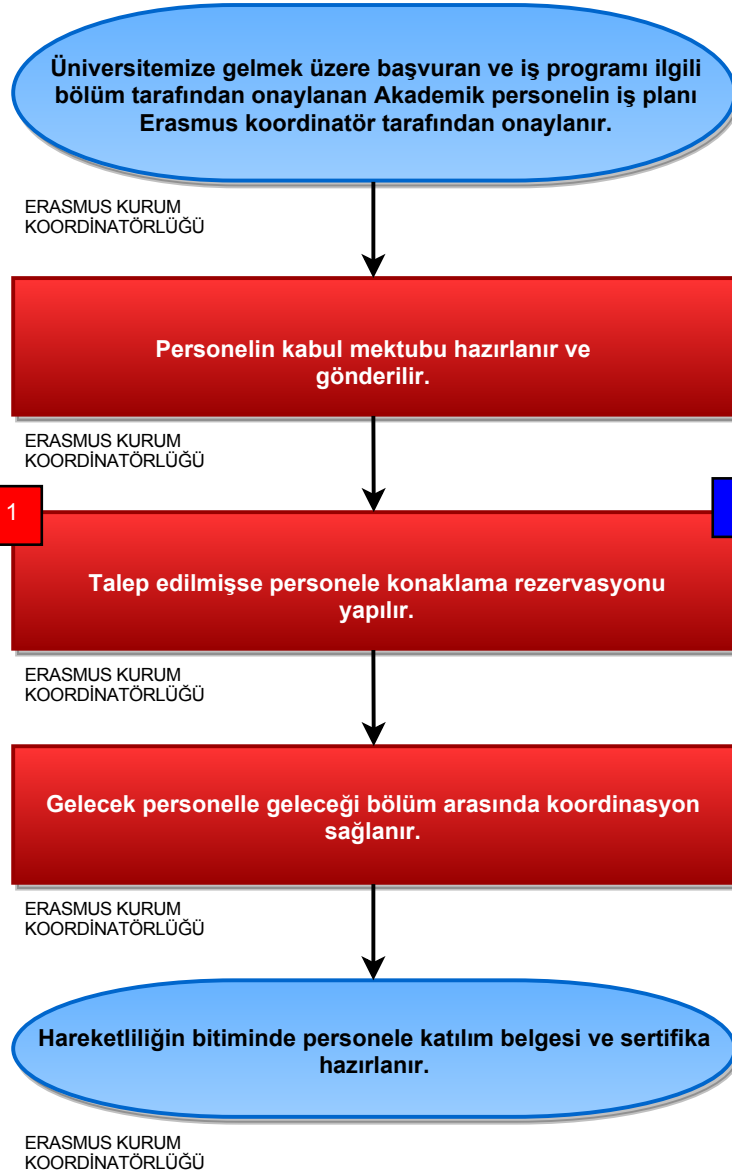 Üniversitemize gelmek üzere başvuran ve iş programı ilgili
bölüm tarafından onaylanan Akademik personelin iş planı
Erasmus koordinatör tarafından onaylanır.
ERASMUS KURUM
KOORDİNATÖRLÜĞÜ
Personelin kabul mektubu hazırlanır ve
gönderilir.
ERASMUS KURUM
KOORDİNATÖRLÜĞÜ
1
Talep edilmişse personele konaklama rezervasyonu
yapılır.
ERASMUS KURUM
KOORDİNATÖRLÜĞÜ
Gelecek personelle geleceği bölüm arasında koordinasyon
sağlanır.
ERASMUS KURUM
KOORDİNATÖRLÜĞÜ
Hareketliliğin bitiminde personele katılım belgesi ve sertifika
hazırlanır.
ERASMUS KURUM
KOORDİNATÖRLÜĞÜ